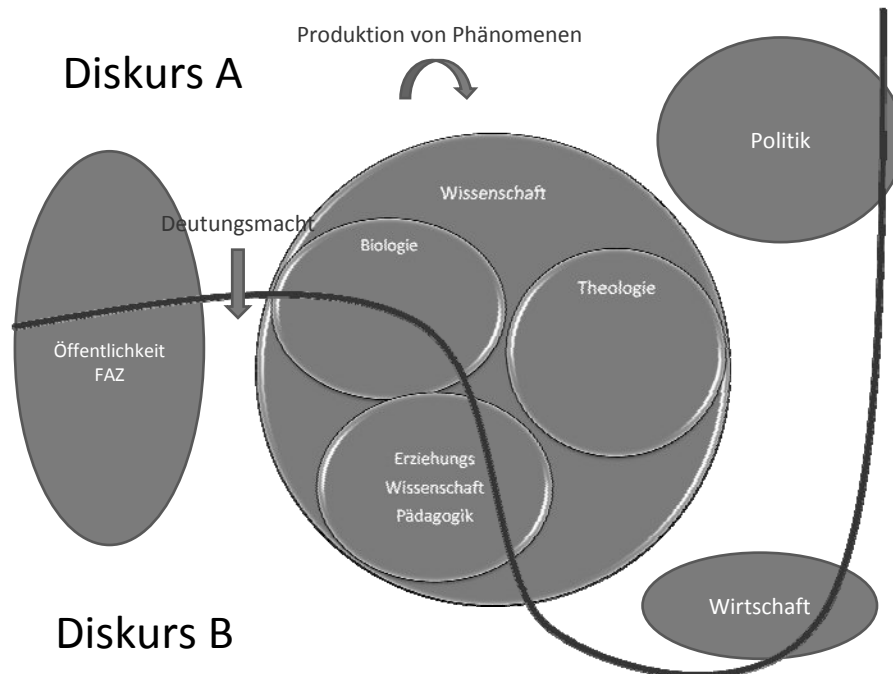 Produktion von Phänomenen
Diskurs A
Politik
Wissenschaft
Deutungsmacht
Biologie
Theologie
Öffentlichkeit
FAZ
Erziehungs
Wissenschaft
Pädagogik
Wirtschaft
Diskurs B